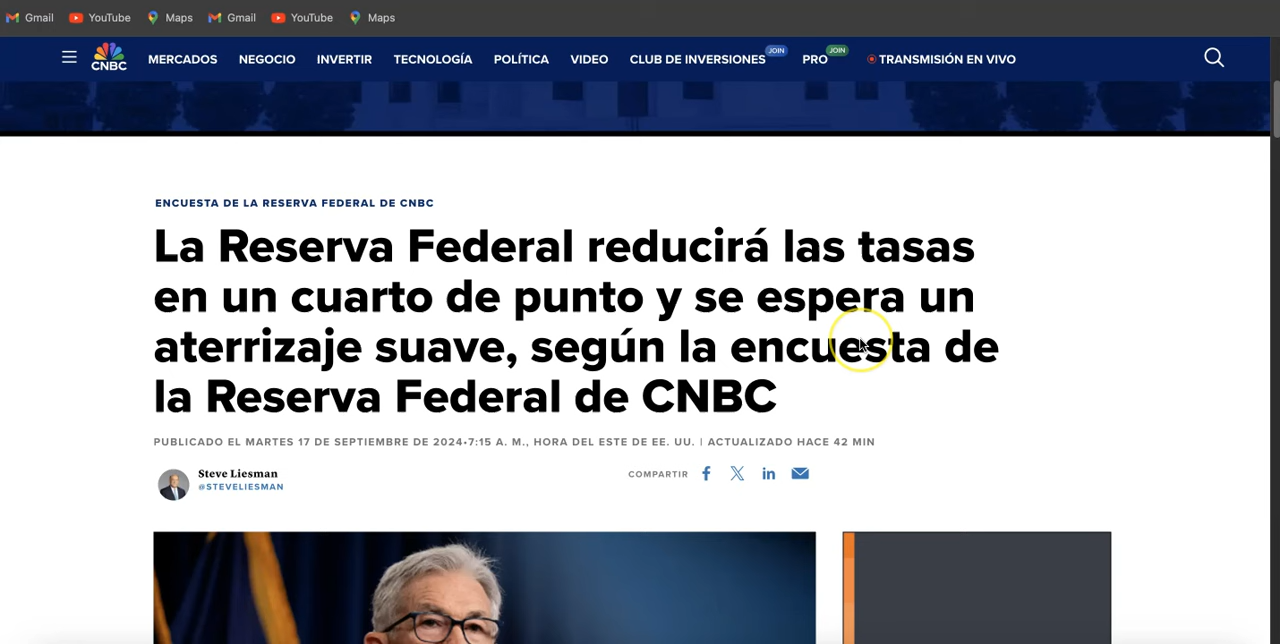 Gmail YouTube Maps Gmail YouTube Maps
CNBC MERCADOS NEGOCIO INVERTIR TECNOLOGÍA POLÍTICA VIDEO CLUB DE INVERSIONES JOIN PRO JOIN TRANSMISIÓN EN VIVO
ENCUESTA DE LA RESERVA FEDERAL DE CNBC
La Reserva Federal reducirá las tasas
en un cuarto de punto y se espera un
aterrizaje suave, según la encuesta de
la Reserva Federal de CNBC
PUBLICADO EL MARTES 17 DE SEPTIEMBRE DE 2024•7:15 A. M., HORA DEL ESTE DE EE. UU. | ACTUALIZADO HACE 42 MIN
Steve Liesman
@STEVELIESMAN
COMPARTIR